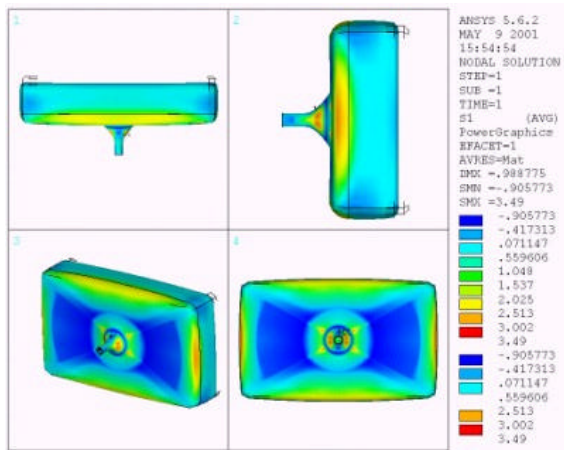 1
2
3
4
ANSYS 5.6.2
MAY 9 2001
15:54:54
NODAL SOLUTION
STEP=1
SUB =1
TIME=1
S1 (AVG)
PowerGraphics
EFACET=1
AVRES=Mat
DMX =.988775
SMN =-.905773
SMX =3.49
-.905773
-.417313
.071147
.559606
1.048
1.537
2.025
2.513
3.002
3.49
-.905773
-.417313
.071147
.559606
2.513
3.002
3.49